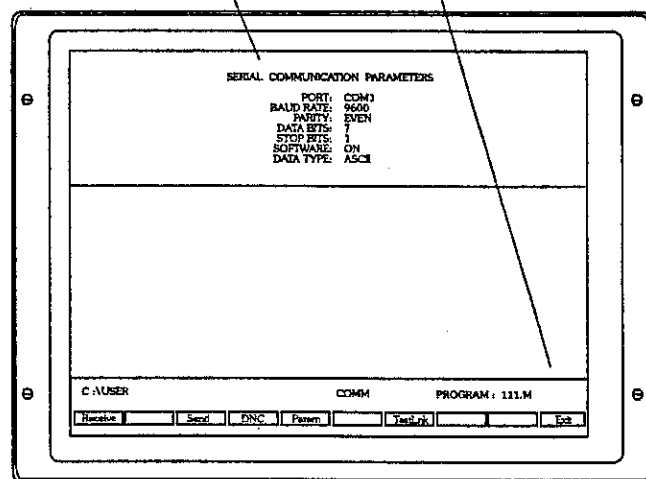 SERIAL COMMUNICATION PARAMETERS
PORT: COM1
BAUD RATE: 9600
PARITY: EVEN
DATA BITS: 7
STOP BITS: 1
SOFTWARE: ON
DATA TYPE: ASCII
C:\USER COMM PROGRAM: 111.M
Receive Send DNC Param TestLnk Exit